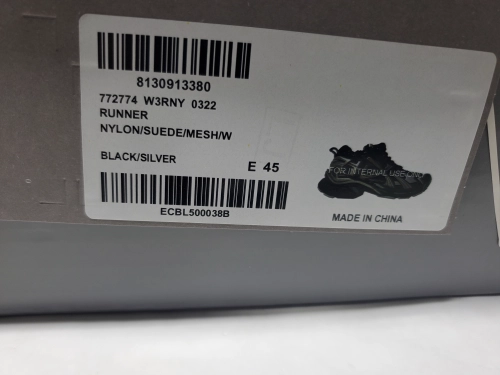 8130913380
772774 W3RNY 0322
RUNNER
NYLON/SUEDE/MESH/W
BLACK/SILVER E 45
FOR INTERNAL USE ONLY
ECBL500038B
MADE IN CHINA